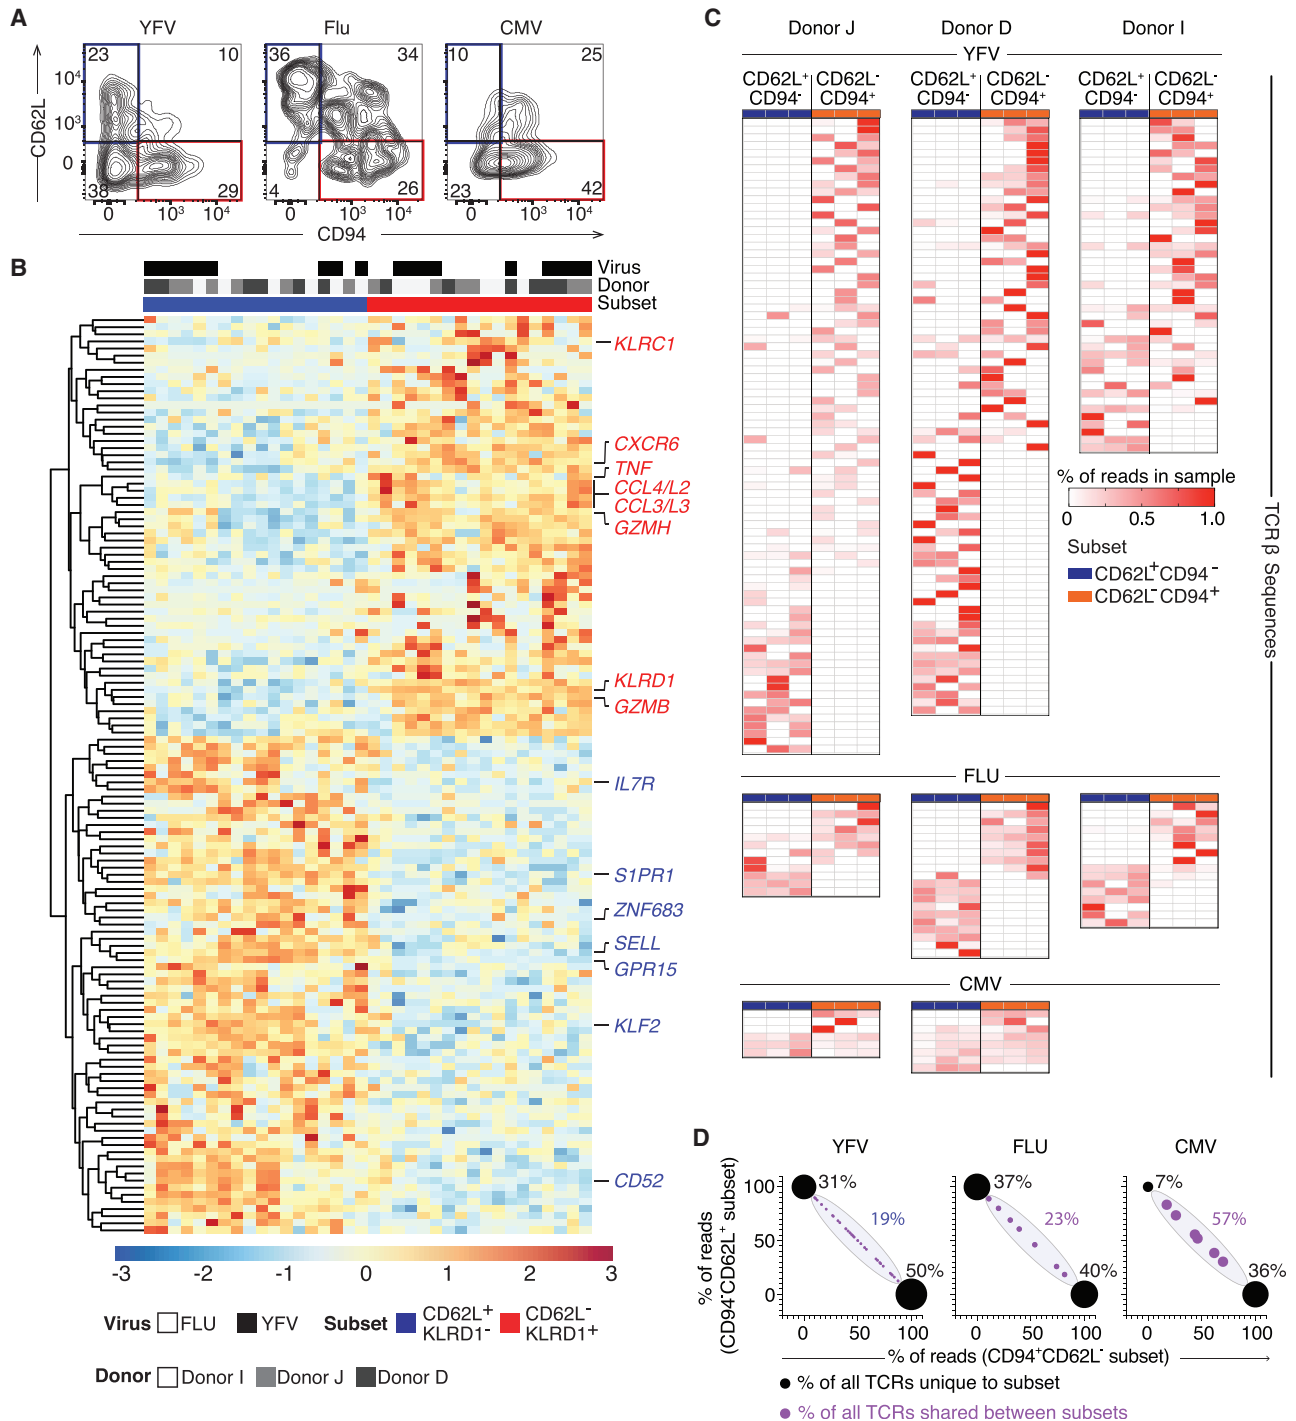 A
YFV
Flu
CMV
23
10
36
34
10
25
38
29
4
26
23
42
CD62L
10⁴
10³
0
0 10³ 10⁴
0 10³ 10⁴
0 10³ 10⁴
CD94
B
Virus
Donor
Subset
KLRC1
CXCR6
TNF
CCL4/L2
CCL3/L3
GZMH
KLRD1
GZMB
IL7R
S1PR1
ZNF683
SELL
GPR15
KLF2
CD52
-3 -2 -1 0 1 2 3
Virus FLU YFV Subset CD62L⁺ KLRD1⁻ CD62L⁻ KLRD1⁺
Donor Donor I Donor J Donor D
C
Donor J Donor D Donor I
YFV
CD62L⁺ CD62L⁻ CD62L⁺ CD62L⁻ CD62L⁺ CD62L⁻
CD94⁻ CD94⁺ CD94⁻ CD94⁺ CD94⁻ CD94⁺
% of reads in sample
0 0.5 1.0
Subset
CD62L⁺CD94⁻
CD62L⁻CD94⁺
TCR β Sequences
FLU
CMV
D
YFV FLU CMV
% of reads
(CD94⁻CD62L⁺ subset)
100
50
0
31%
19%
50%
37%
23%
40%
7%
57%
36%
0 50 100 0 50 100 0 50 100
% of reads (CD94⁺CD62L⁻ subset)
% of all TCRs unique to subset
% of all TCRs shared between subsets